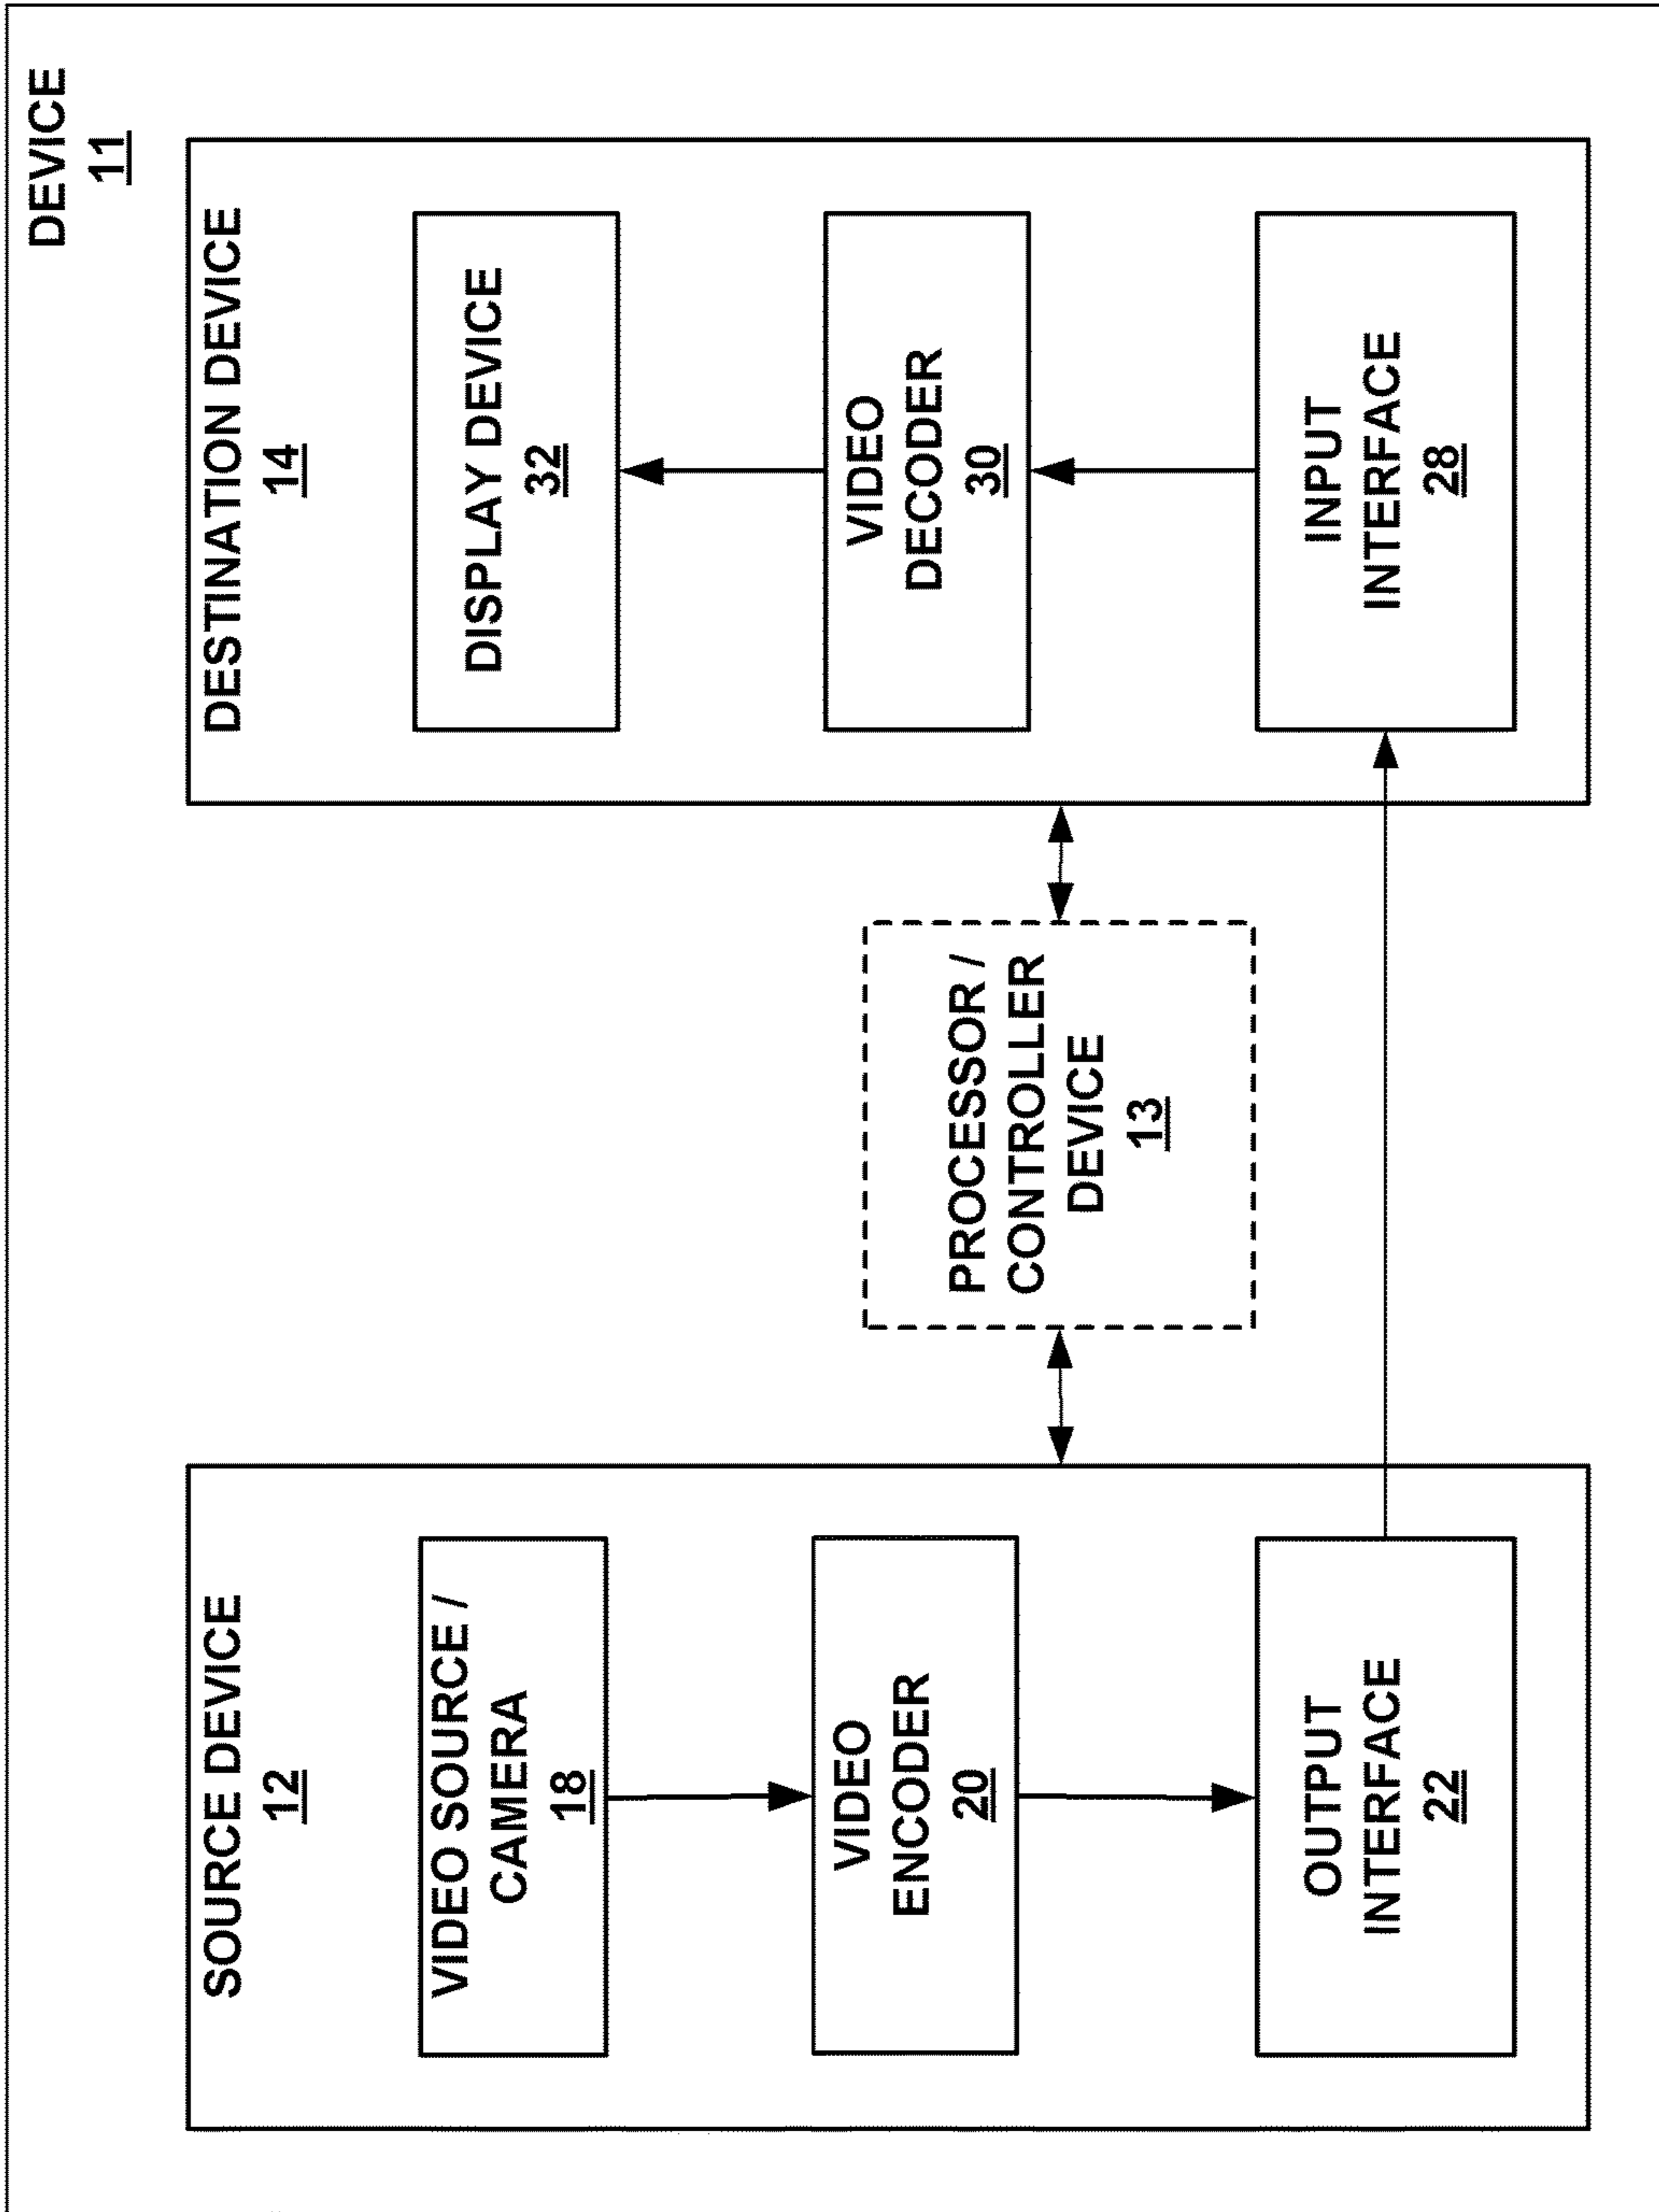 DEVICE
11
SOURCE DEVICE
12
VIDEO SOURCE /
CAMERA
18
VIDEO
ENCODER
20
OUTPUT
INTERFACE
22
PROCESSOR /
CONTROLLER
DEVICE
13
DESTINATION DEVICE
14
DISPLAY DEVICE
32
VIDEO
DECODER
30
INPUT
INTERFACE
28